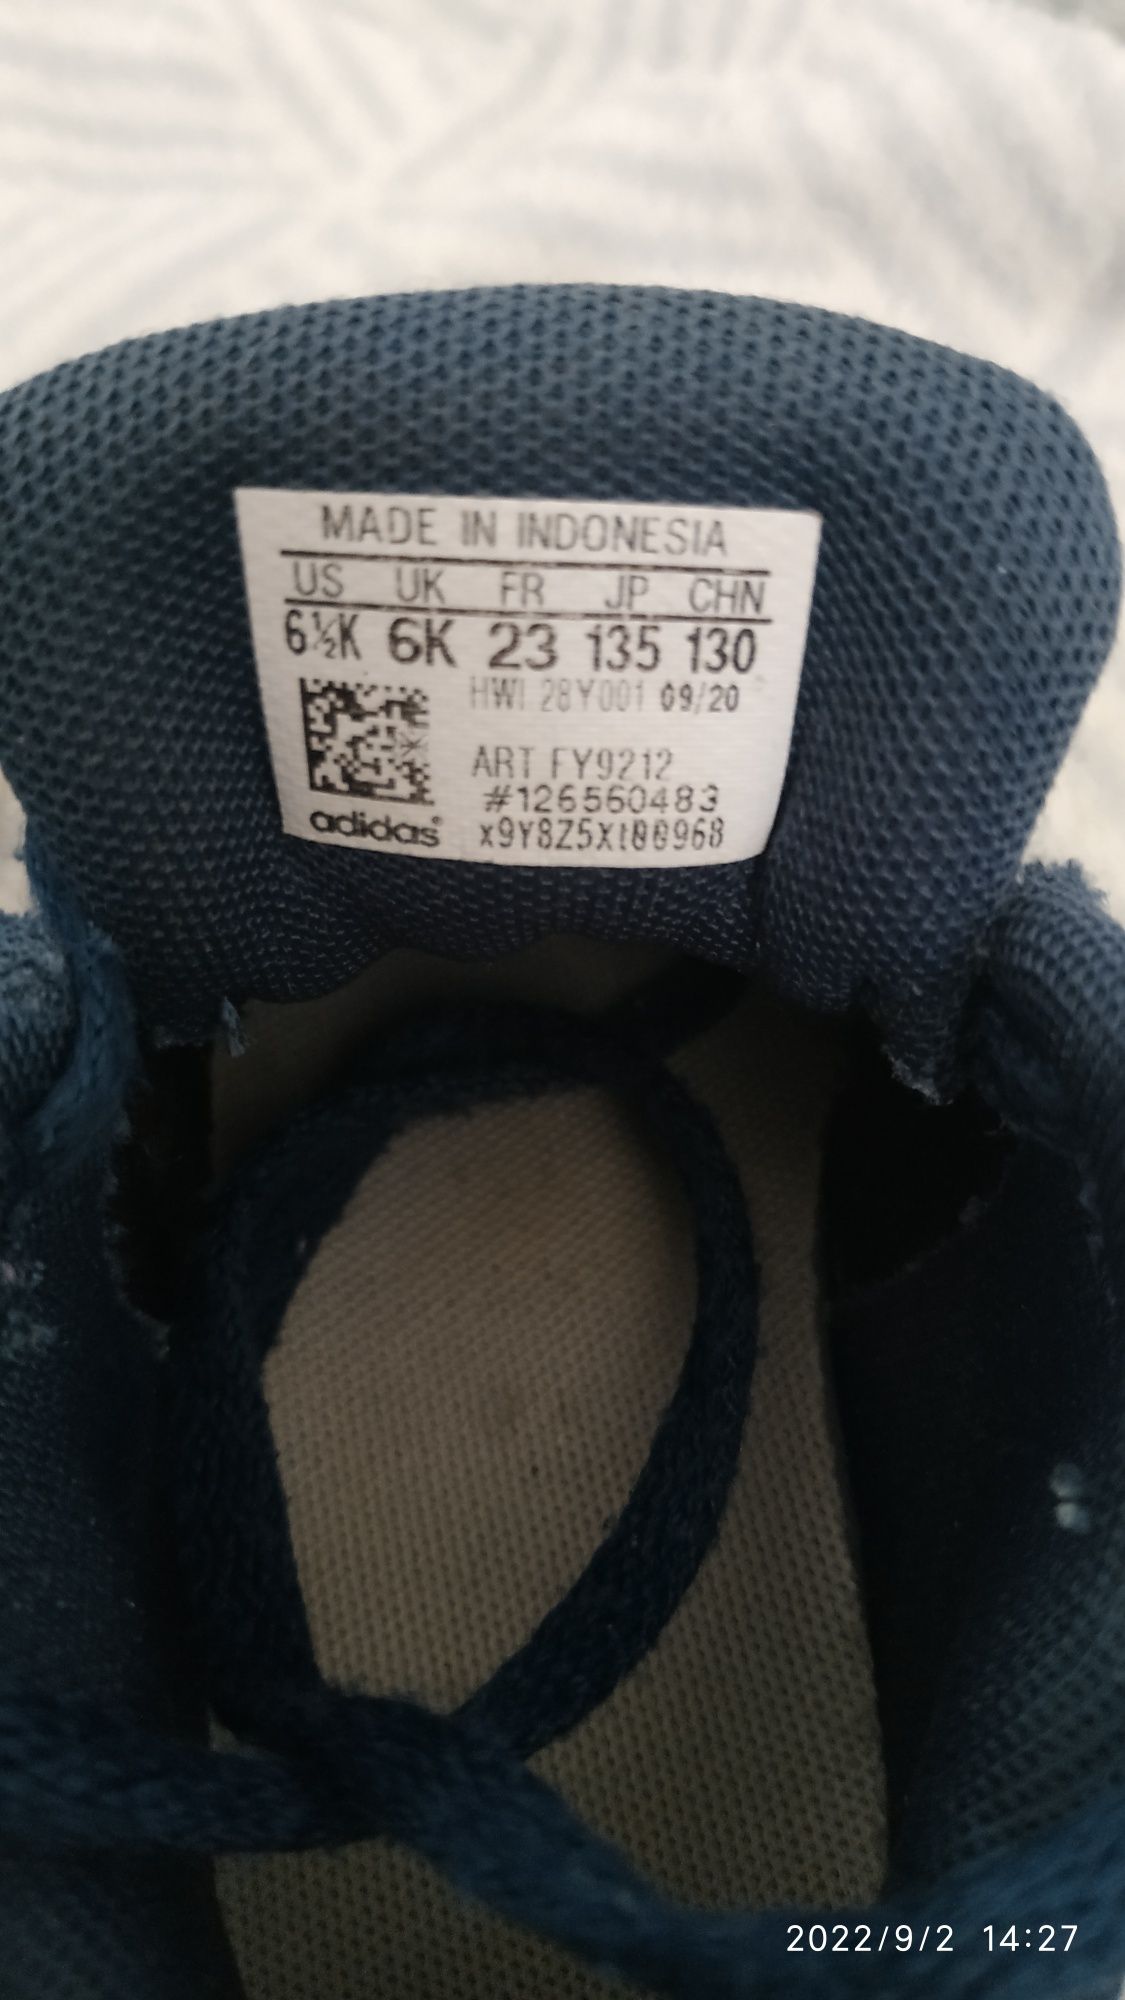 MADE IN INDONESIA
US UK FR JP CHN
6½K 6K 23 135 130
HWI 28Y001 09/20
ART FY9212
#126560483
adidas®
2022/9/2 14:27